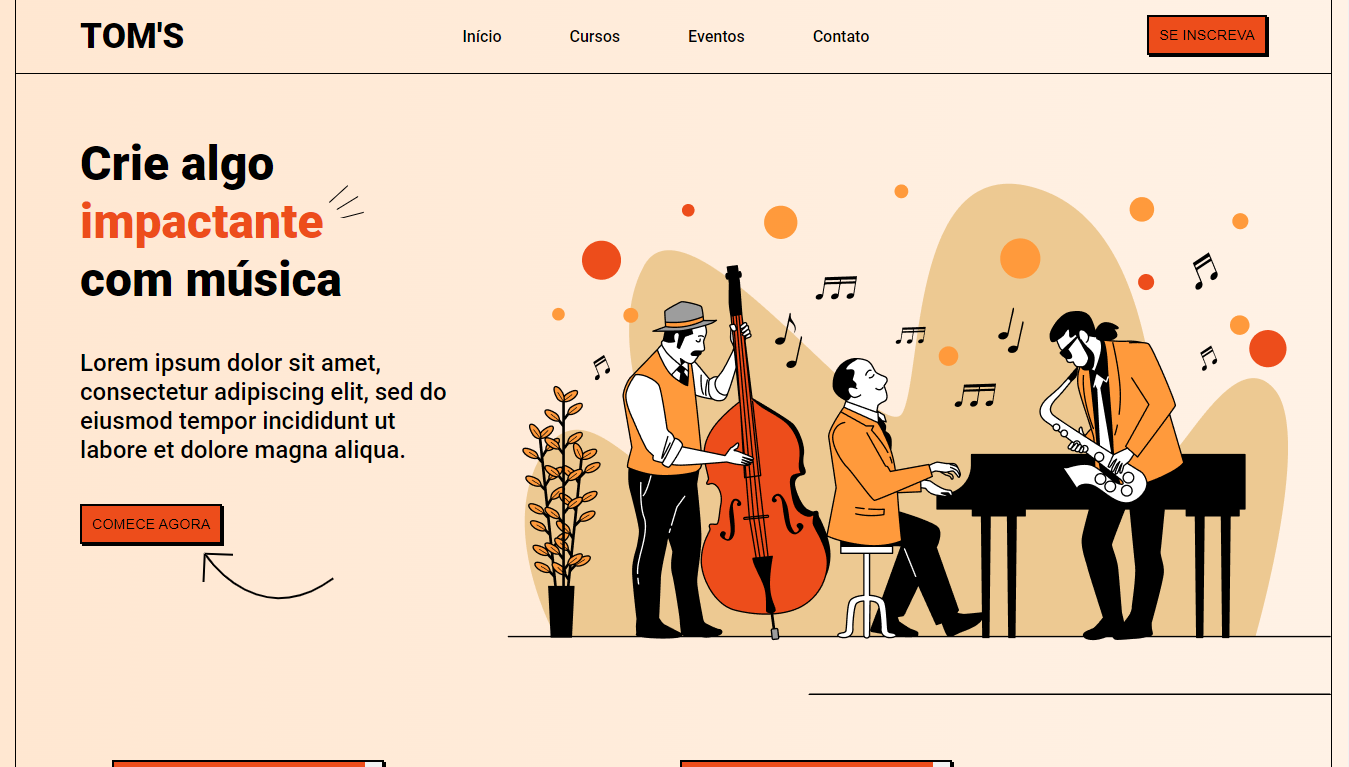 TOM'S
Início
Cursos
Eventos
Contato
SE INSCREVA
Crie algo
impactante
com música
Lorem ipsum dolor sit amet,
consectetur adipiscing elit, sed do
eiusmod tempor incididunt ut
labore et dolore magna aliqua.
COMECE AGORA